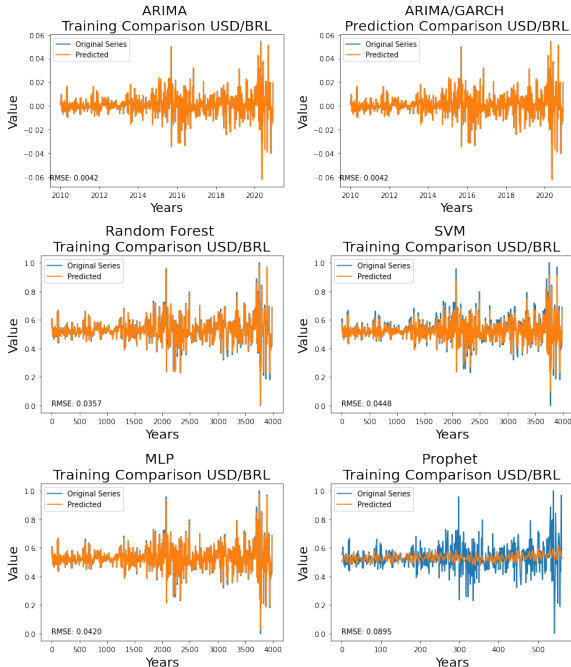 ARIMA
Training Comparison USD/BRL
Original Series
Predicted
0.06
0.04
0.02
0.00
−0.02
−0.04
−0.06
RMSE: 0.0042
2010 2012 2014 2016 2018 2020
Value
Years
ARIMA/GARCH
Prediction Comparison USD/BRL
Original Series
Predicted
0.06
0.04
0.02
0.00
−0.02
−0.04
−0.06
RMSE: 0.0042
2010 2012 2014 2016 2018 2020
Value
Years
Random Forest
Training Comparison USD/BRL
Original Series
Predicted
1.0
0.8
0.6
0.4
0.2
0.0
RMSE: 0.0357
0 500 1000 1500 2000 2500 3000 3500 4000
Value
Years
SVM
Training Comparison USD/BRL
Original Series
Predicted
1.0
0.8
0.6
0.4
0.2
0.0
RMSE: 0.0448
0 500 1000 1500 2000 2500 3000 3500 4000
Value
Years
MLP
Training Comparison USD/BRL
Original Series
Predicted
1.0
0.8
0.6
0.4
0.2
0.0
RMSE: 0.0420
0 500 1000 1500 2000 2500 3000 3500 4000
Value
Years
Prophet
Training Comparison USD/BRL
Original Series
Predicted
1.0
0.8
0.6
0.4
0.2
0.0
RMSE: 0.0895
0 100 200 300 400 500
Value
Years